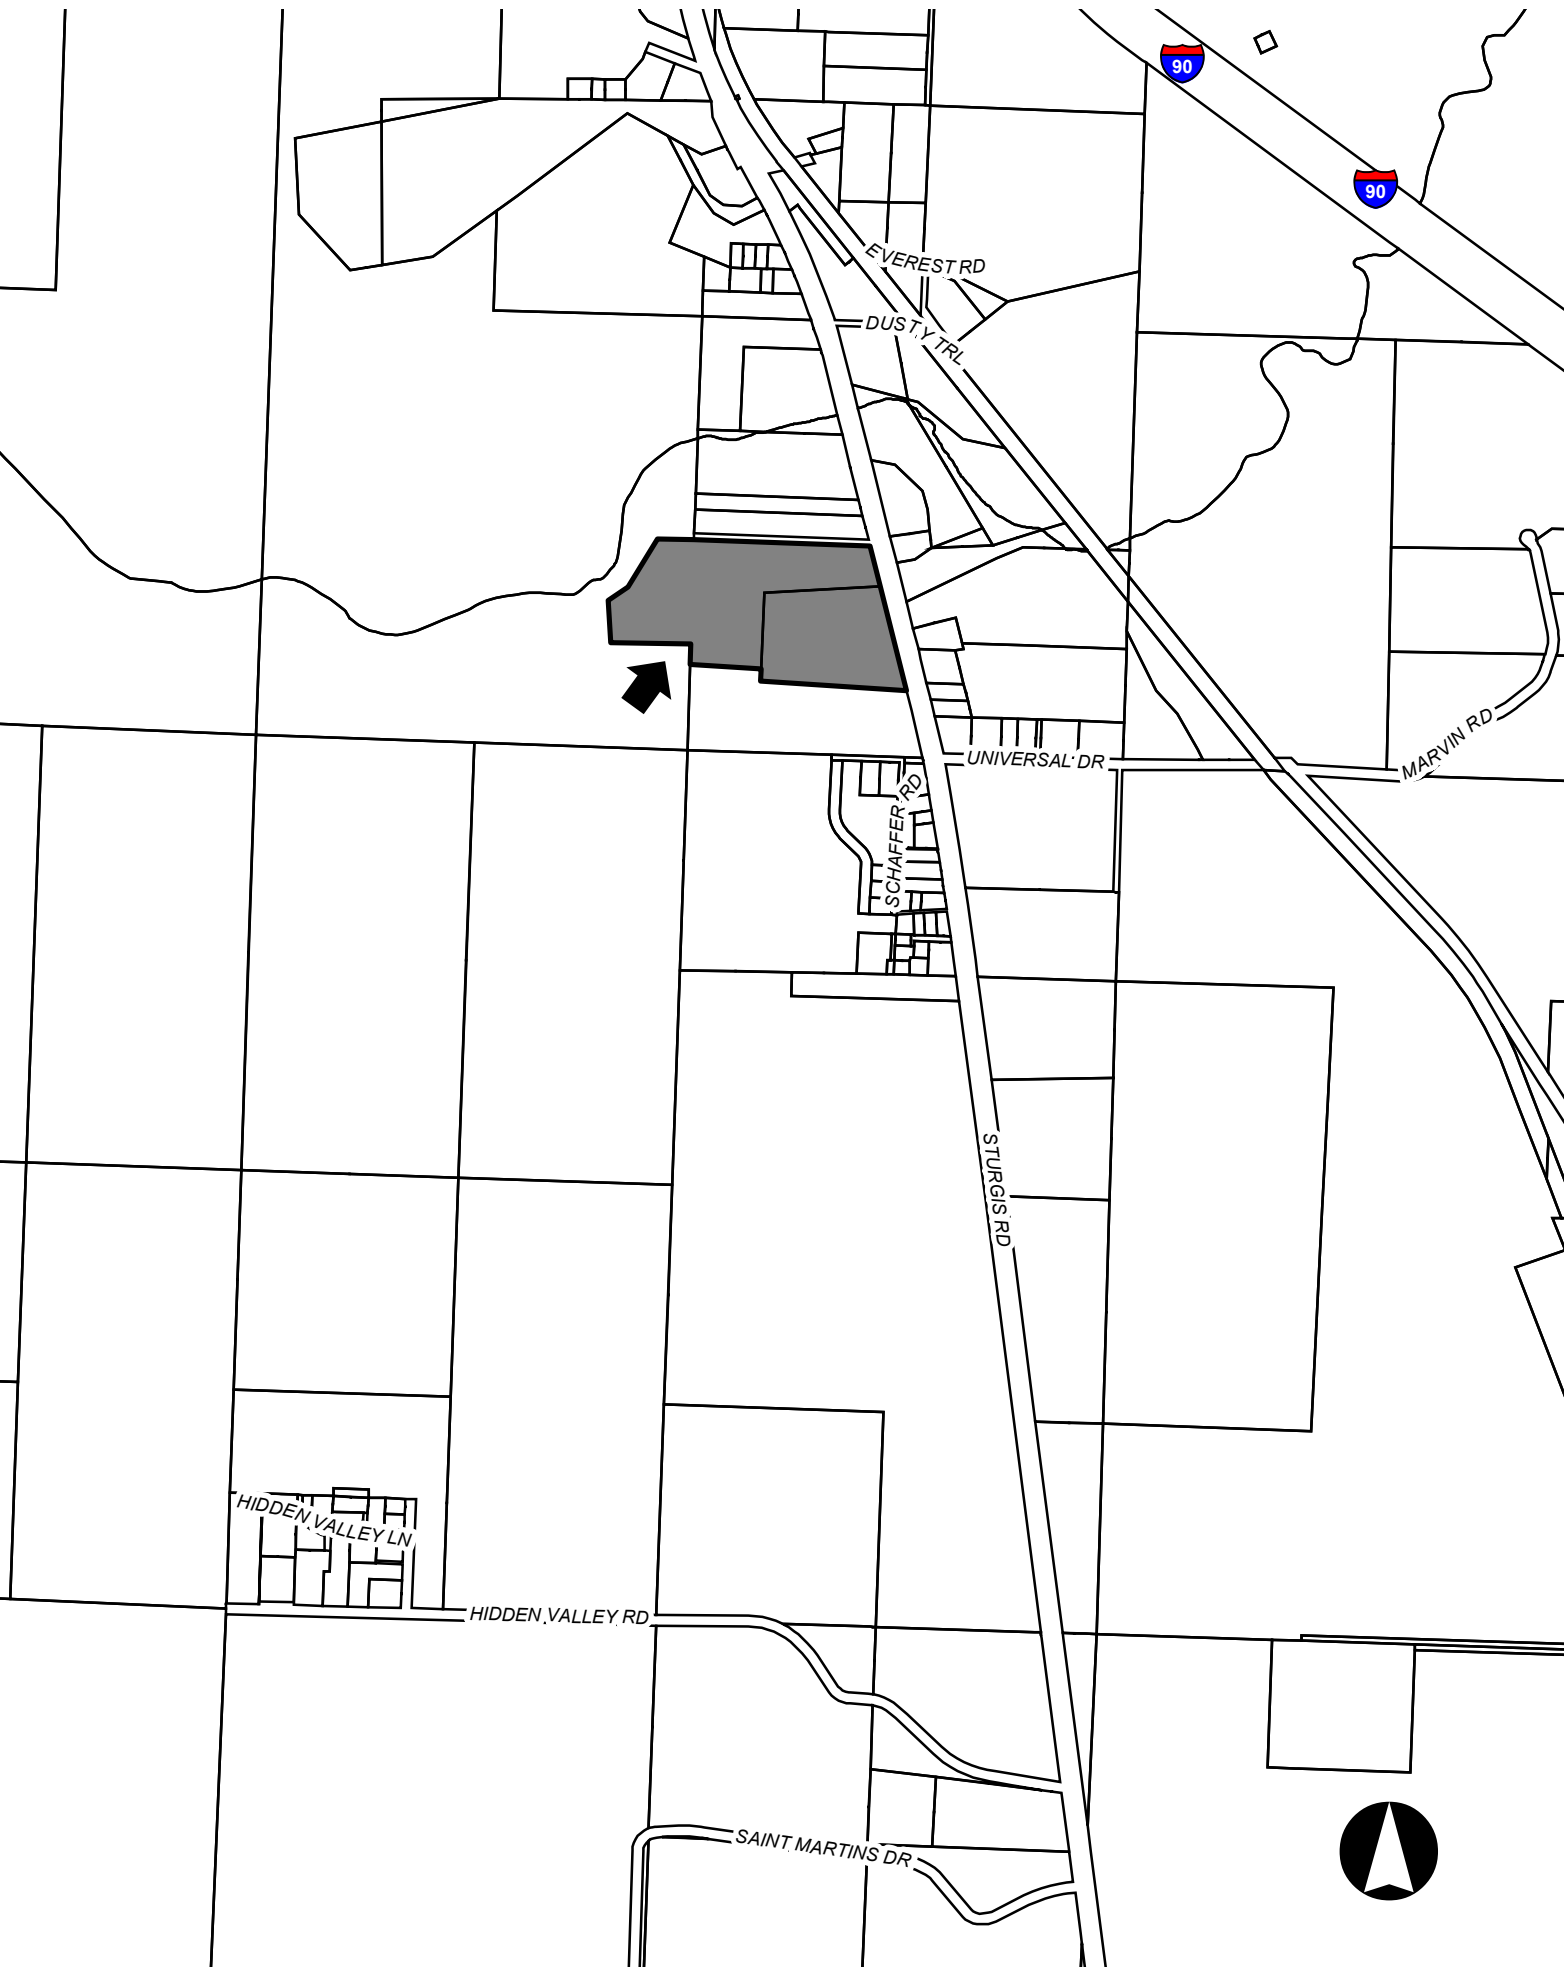 90
90
EVEREST RD
DUSTY TRL
MARVIN RD
UNIVERSAL DR
SCHAFFER RD
STURGIS RD
HIDDEN VALLEY LN
HIDDEN VALLEY RD
SAINT MARTINS DR